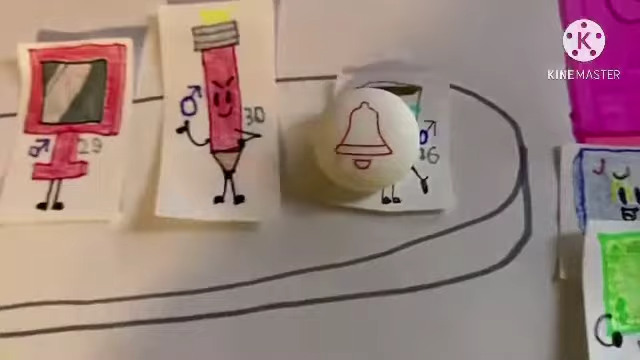 K
KINEMASTER
♂ 29
♂ 30
♂ 36